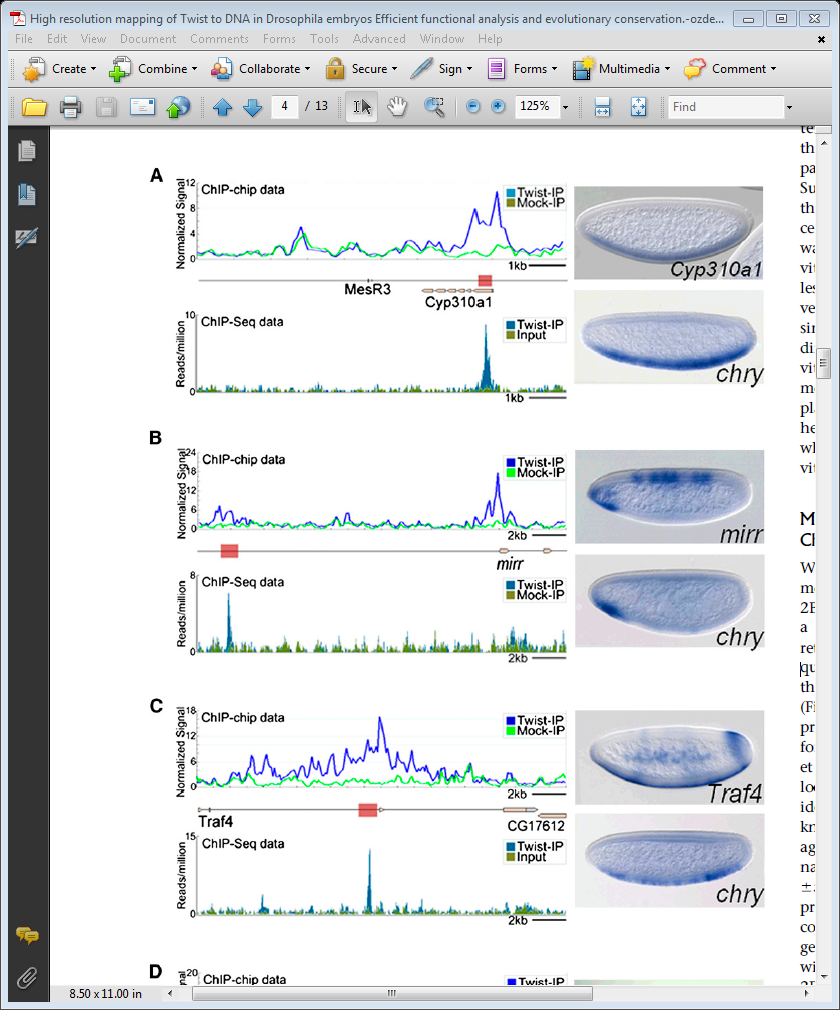 High resolution mapping of Twist to DNA in Drosophila embryos Efficient functional analysis and evolutionary conservation.-ozde...
File Edit View Document Comments Forms Tools Advanced Window Help
Create Combine Collaborate Secure Sign Forms Multimedia Comment
4 / 13 125% Find
A
ChIP-chip data
Twist-IP
Mock-IP
Normalized Signal
12
8
4
0
1kb
MesR3
Cyp310a1
Cyp310a1
ChIP-Seq data
Twist-IP
Input
Reads/million
10
0
1kb
chry
B
ChIP-chip data
Twist-IP
Mock-IP
Normalized Signal
24
18
12
6
0
2kb
mirr
mirr
ChIP-Seq data
Twist-IP
Mock-IP
Reads/million
8
0
2kb
chry
C
ChIP-chip data
Twist-IP
Mock-IP
Normalized Signal
18
12
6
0
2kb
Traf4
CG17612
Traf4
ChIP-Seq data
Twist-IP
Input
Reads/million
15
0
2kb
chry
D
20
ChIP-chip data
Twist-IP
8.50 x 11.00 in